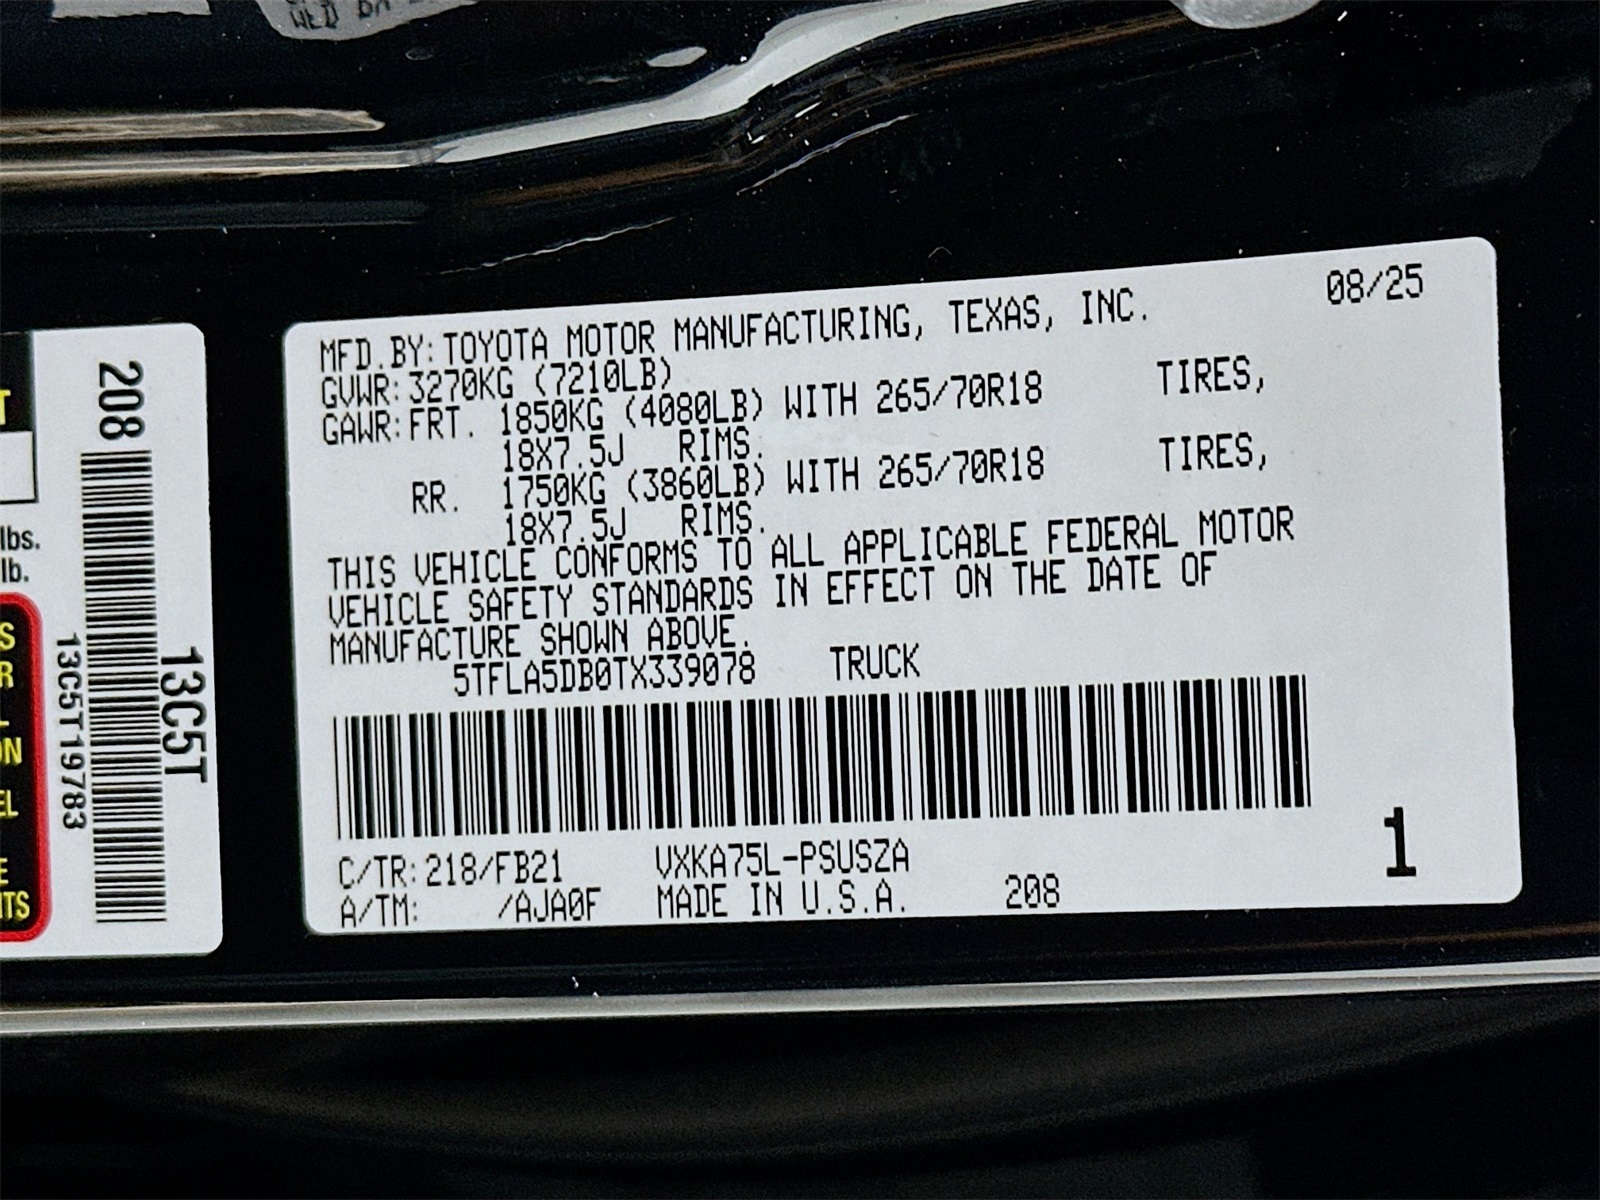 MFD.BY:TOYOTA MOTOR MANUFACTURING, TEXAS, INC. 08/25
GVWR:3270KG (7210LB)
GAWR:FRT. 1850KG (4080LB) WITH 265/70R18 TIRES,
18X7.5J RIMS.
RR. 1750KG (3860LB) WITH 265/70R18 TIRES,
18X7.5J RIMS.
THIS VEHICLE CONFORMS TO ALL APPLICABLE FEDERAL MOTOR
VEHICLE SAFETY STANDARDS IN EFFECT ON THE DATE OF
MANUFACTURE SHOWN ABOVE.
5TFLA5DB0TX339078 TRUCK
C/TR:218/FB21 VXKA75L-PSUSZA
A/TM: /AJA0F MADE IN U.S.A. 208
1
208
13C5T
13C5T19783
lbs.
lb.